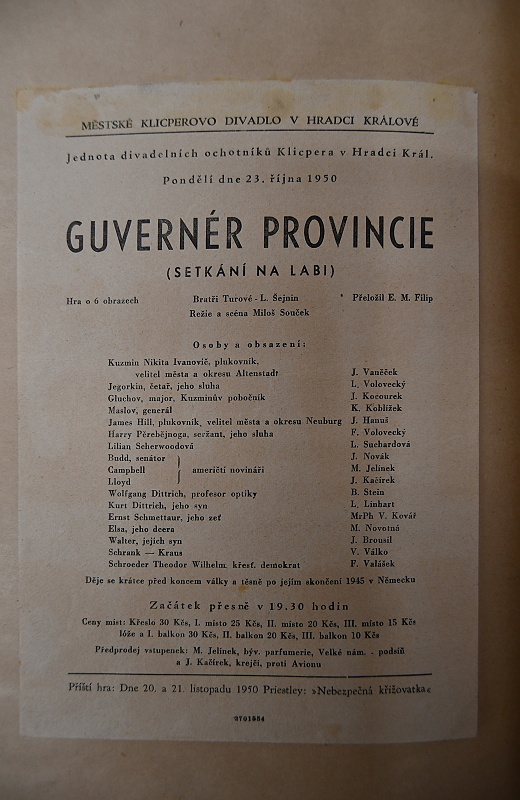 MĚSTSKÉ KLICPEROVO DIVADLO V HRADCI KRÁLOVÉ
Jednota divadelních ochotníků Klicpera v Hradci Král.
Pondělí dne 23. října 1950
GUVERNÉR PROVINCIE
(SETKÁNÍ NA LABI)
Hra o 6 obrazech Bratři Turové - L. Šejnin Přeložil E. M. Filip
Režie a scéna Miloš Souček
Osoby a obsazení:
Kuzmin Nikita Ivanovič, plukovník,
velitel města a okresu Altenstadt J. Vaněček
Jegorkin, četař, jeho sluha L. Volovecký
Gluchov, major, Kuzminův pobočník J. Kocourek
Maslov, generál K. Koblížek
James Hill, plukovník, velitel města a okresu Neuburg J. Hanuš
Harry Pěrebějnoga, seržant, jeho sluha F. Volovecký
Lilian Scherwoodová L. Suchardová
Budd, senátor J. Novák
Campbell } američtí novináři M. Jelínek
Lloyd J. Kačírek
Wolfgang Dittrich, profesor optiky B. Stein
Kurt Dittrich, jeho syn L. Linhart
Ernst Schmettaur, jeho zeť MrPh V. Kovář
Elsa, jeho dcera M. Novotná
Walter, jejich syn J. Brousil
Schrank — Kraus V. Válko
Schroeder Theodor Wilhelm, křesť. demokrat F. Valášek
Děje se krátce před koncem války a těsně po jejím skončení 1945 v Německu
Začátek přesně v 19.30 hodin
Ceny míst: Křeslo 30 Kčs, I. místo 25 Kčs, II. místo 20 Kčs, III. místo 15 Kčs
lóže a I. balkon 30 Kčs, II. balkon 20 Kčs, III. balkon 10 Kčs
Předprodej vstupenek: M. Jelínek, býv. parfumerie, Velké nám. - podsíň
a J. Kačírek, krejčí, proti Avionu
Příští hra: Dne 20. a 21. listopadu 1950 Priestley: »Nebezpečná křižovatka«
0701554